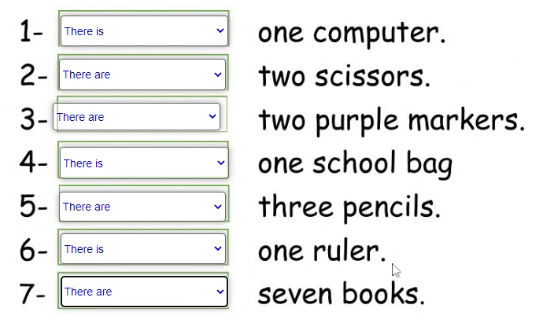 1- There is one computer.
2- There are two scissors.
3- There are two purple markers.
4- There is one school bag
5- There are three pencils.
6- There is one ruler.
7- There are seven books.